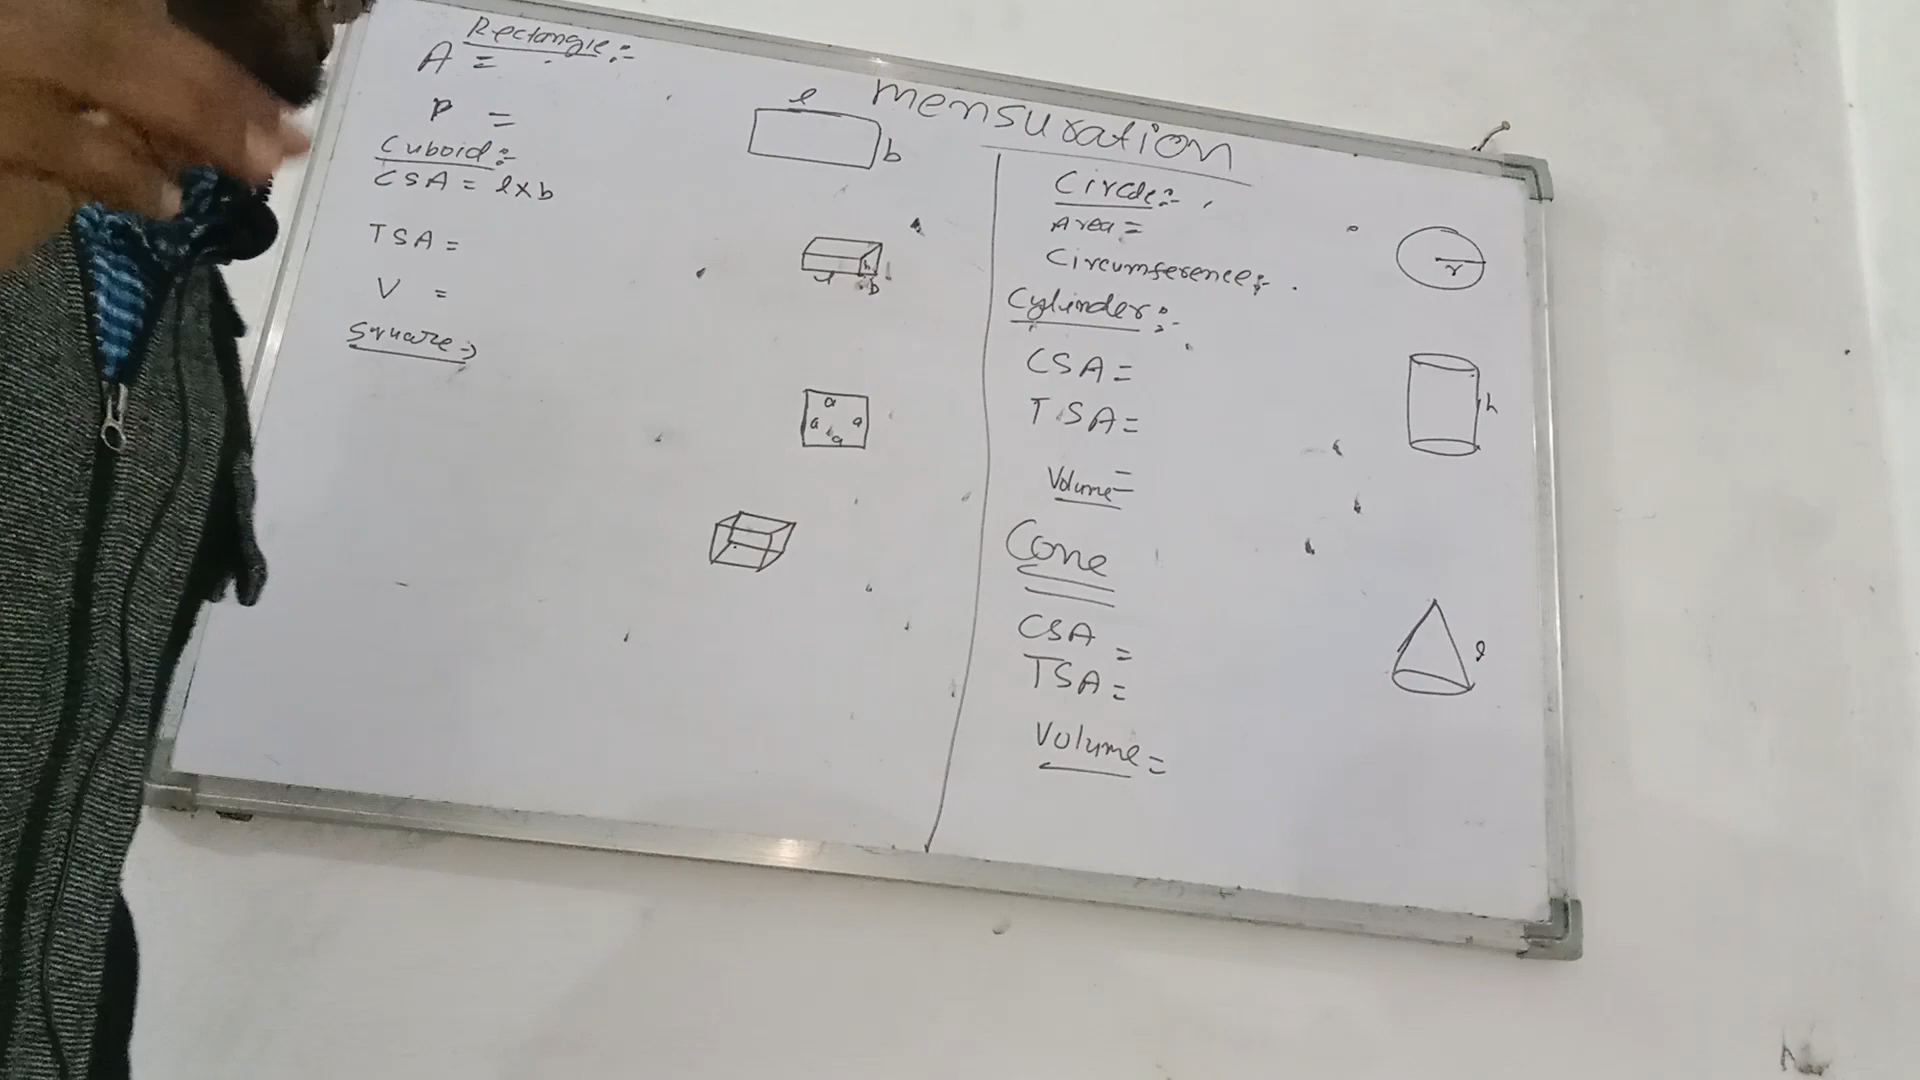 mensuration
Rectangle:-
A =
P =
l
b
Cuboid:-
CSA = l×b
TSA =
V =
h
l
b
Square→
a
a
a
a
Circle:-
Area =
Circumference:-
r
Cylinder:-
CSA =
TSA =
Volume =
h
Cone
CSA =
TSA =
Volume =
l